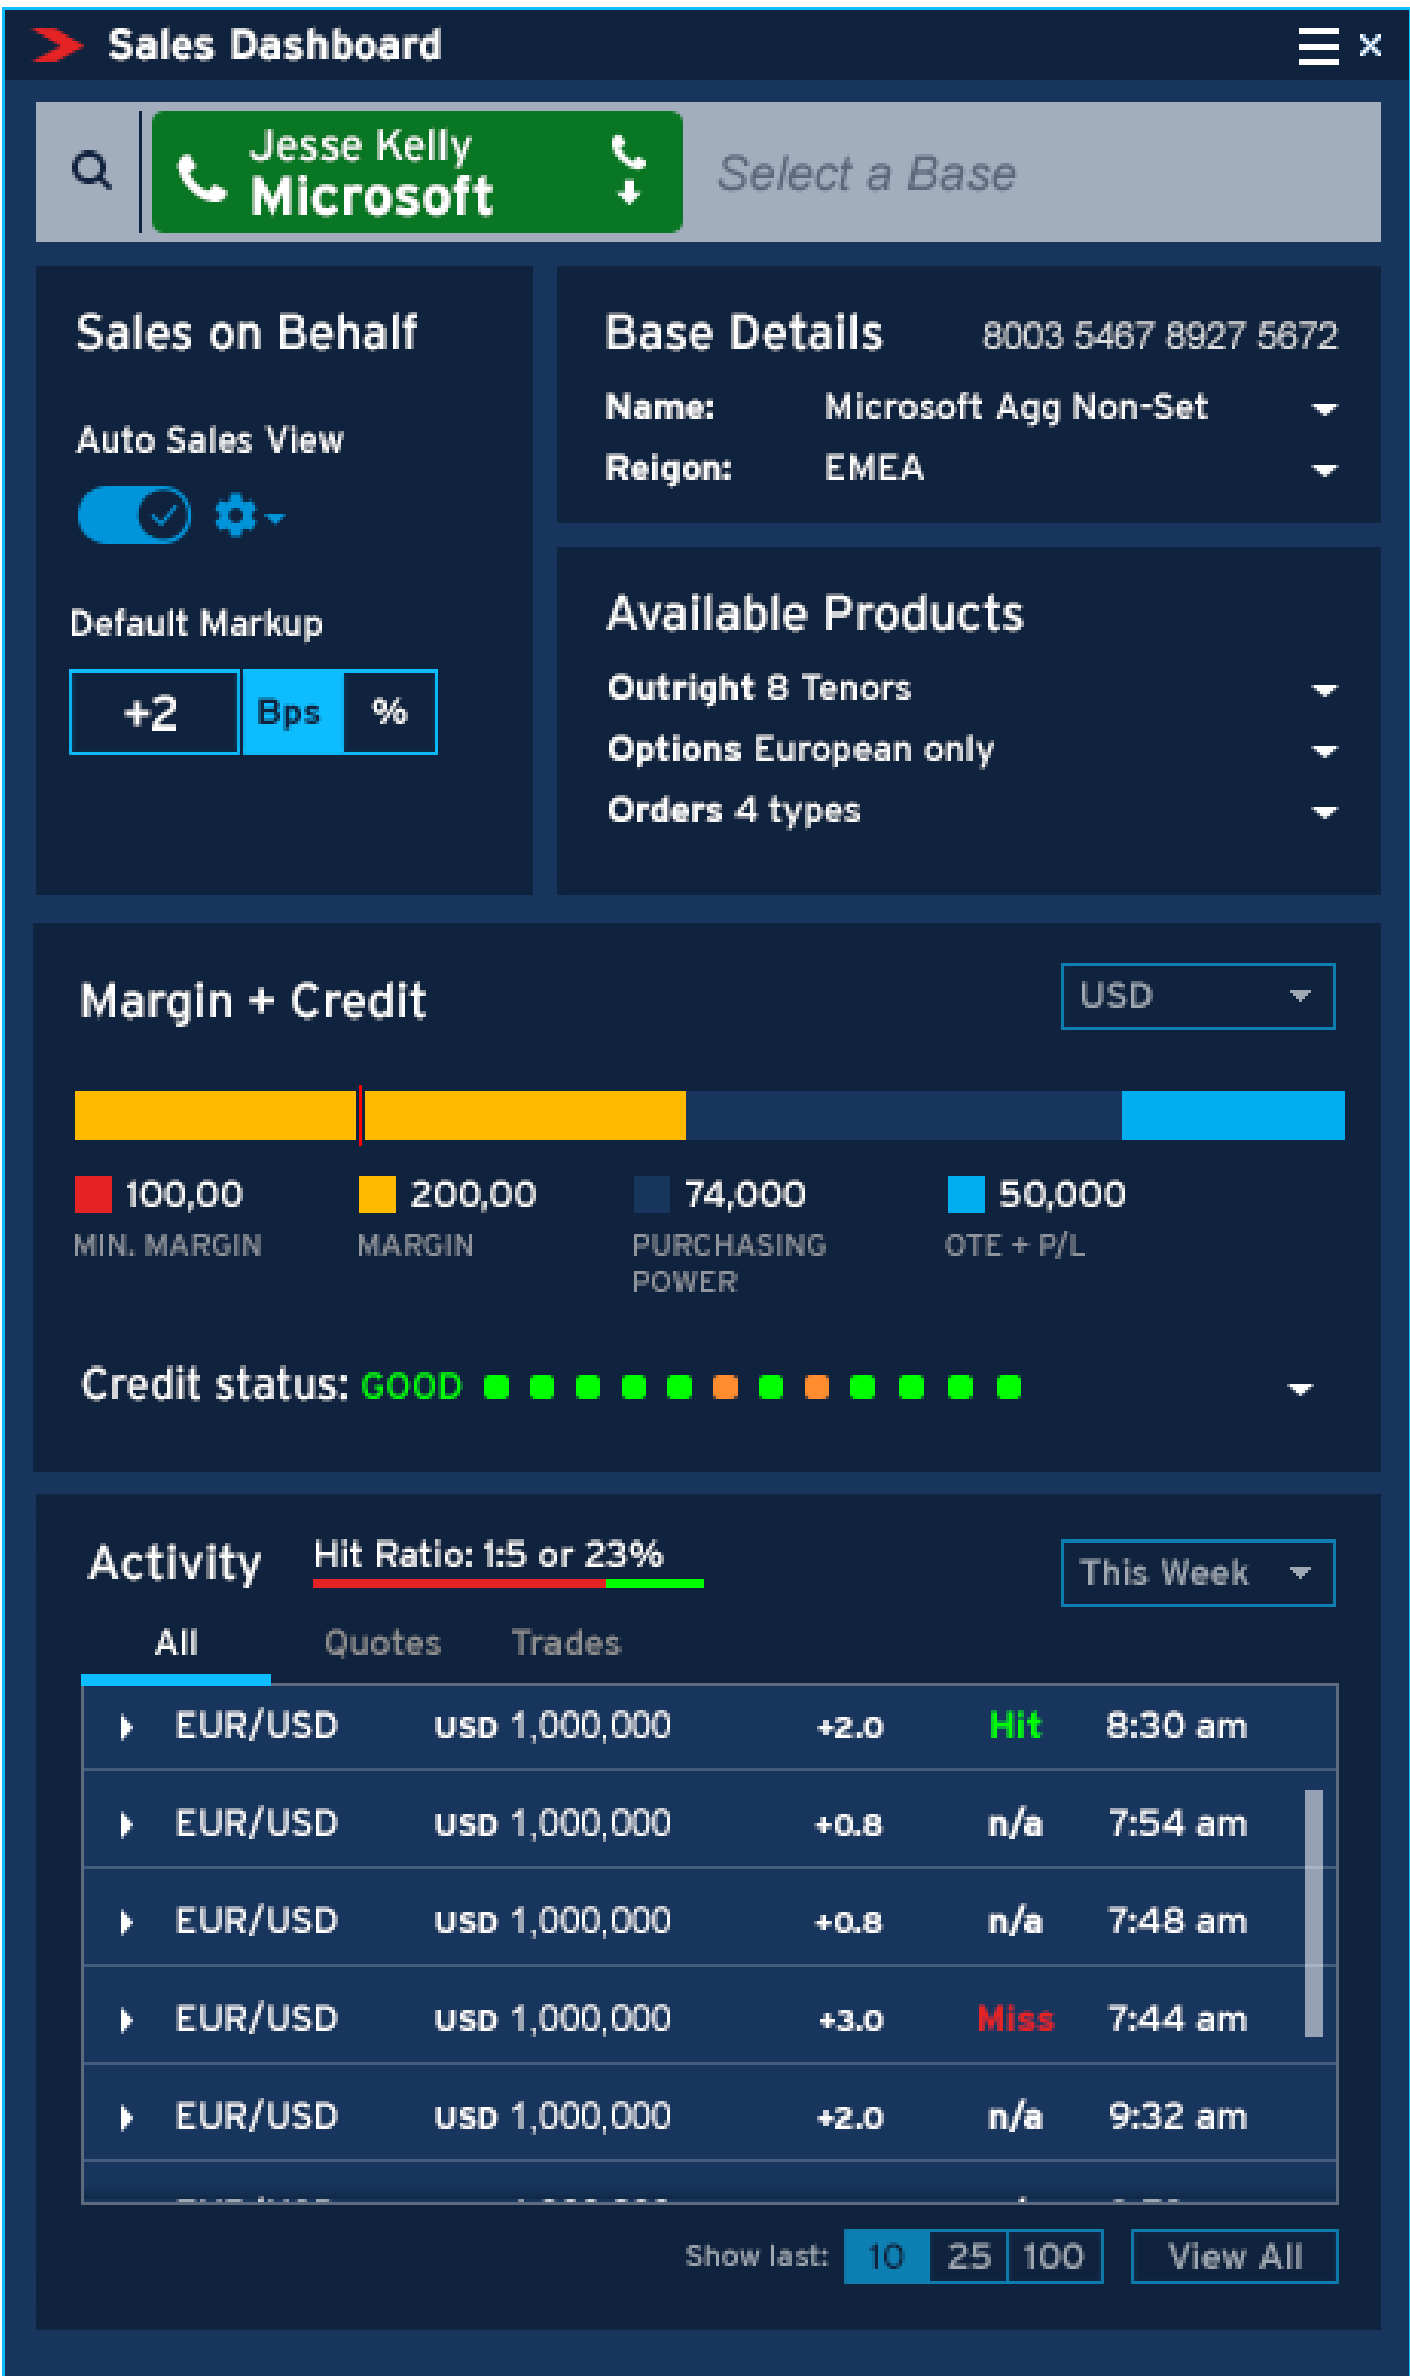 Sales Dashboard
Jesse Kelly
Microsoft
Select a Base
Sales on Behalf
Auto Sales View
Default Markup
+2 Bps %
Base Details 8003 5467 8927 5672
Name: Microsoft Agg Non-Set
Reigon: EMEA
Available Products
Outright 8 Tenors
Options European only
Orders 4 types
Margin + Credit USD
100,00 200,00 74,000 50,000
MIN. MARGIN MARGIN PURCHASING OTE + P/L
POWER
Credit status: GOOD
Activity Hit Ratio: 1:5 or 23% This Week
All Quotes Trades
EUR/USD USD 1,000,000 +2.0 Hit 8:30 am
EUR/USD USD 1,000,000 +0.8 n/a 7:54 am
EUR/USD USD 1,000,000 +0.8 n/a 7:48 am
EUR/USD USD 1,000,000 +3.0 Miss 7:44 am
EUR/USD USD 1,000,000 +2.0 n/a 9:32 am
Show last: 10 25 100 View All